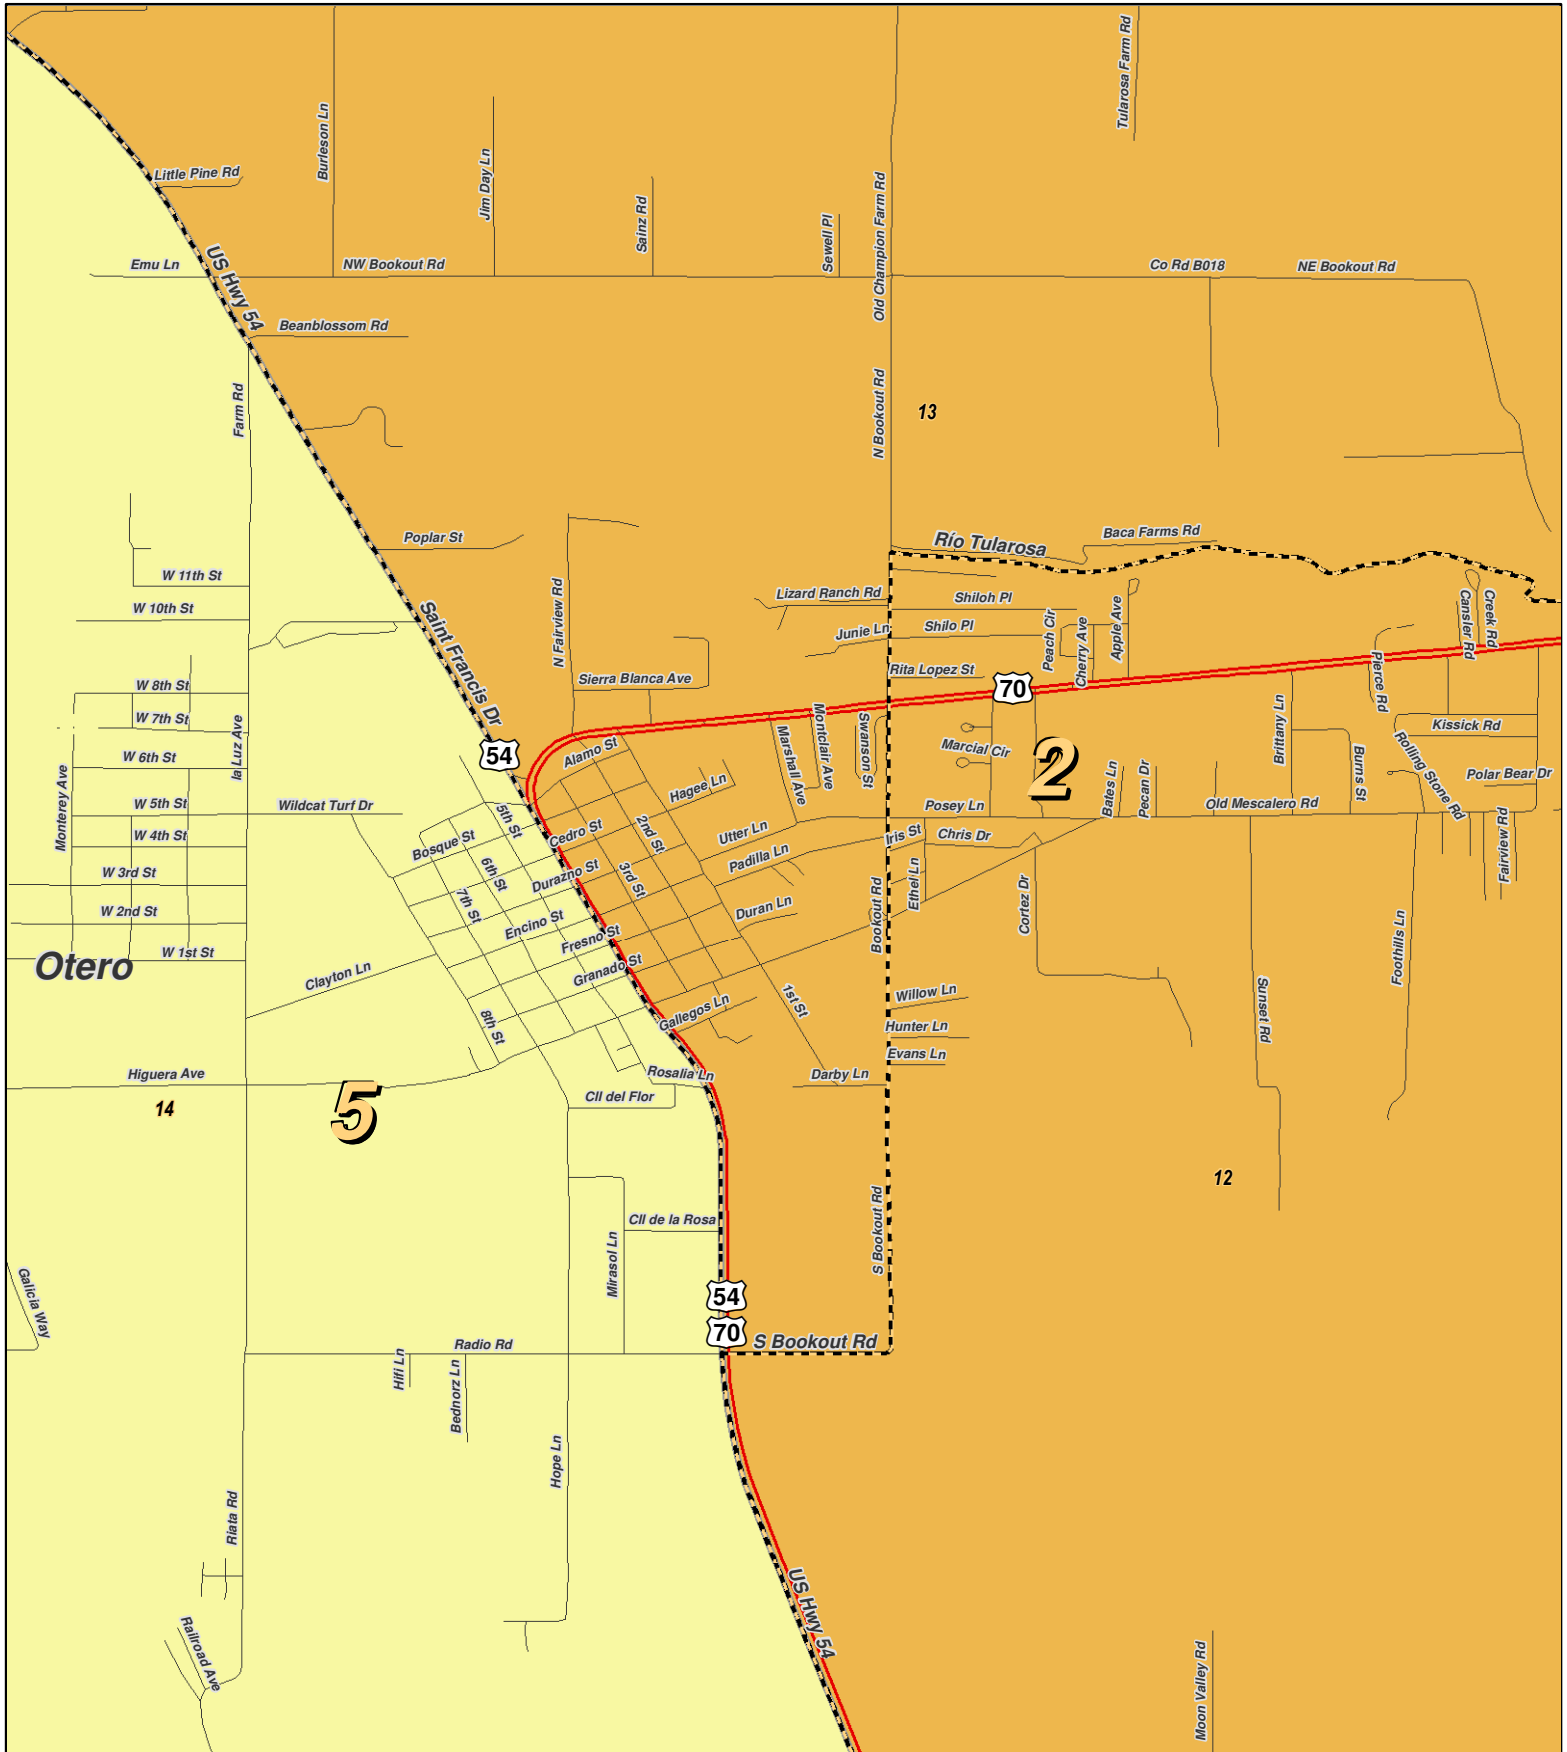 Tularosa Farm Rd
Burleson Ln
Jim Day Ln
Little Pine Rd
Sainz Rd
Sewell Pl
Old Champion Farm Rd
US Hwy 54
Emu Ln
NW Bookout Rd
Co Rd B018
NE Bookout Rd
Beanblossom Rd
Farm Rd
N Bookout Rd
13
Poplar St
Río Tularosa
Baca Farms Rd
W 11th St
W 10th St
Saint Francis Dr
N Fairview Rd
Lizard Ranch Rd
Shiloh Pl
Junie Ln
Shilo Pl
Peach Cir
Cherry Ave
Apple Ave
Cansler Rd
Creek Rd
Rita Lopez St
Pierce Rd
W 8th St
Sierra Blanca Ave
70
W 7th St
la Luz Ave
54
Alamo St
Marshall Ave
Montclair Ave
Swanson St
Marcial Cir
2
Brittany Ln
Kissick Rd
W 6th St
Monterey Ave
Hagee Ln
Bates Ln
Pecan Dr
Burns St
Rolling Stone Rd
Polar Bear Dr
W 5th St
Wildcat Turf Dr
5th St
Posey Ln
Old Mescalero Rd
W 4th St
Bosque St
Cedro St
2nd St
Utter Ln
Iris St
Chris Dr
Fairview Rd
W 3rd St
6th St
Durazno St
3rd St
Padilla Ln
Ethel Ln
Cortez Dr
W 2nd St
7th St
Encino St
Duran Ln
Bookout Rd
Foothills Ln
W 1st St
Fresno St
Otero
Clayton Ln
Granado St
1st St
Willow Ln
Sunset Rd
8th St
Gallegos Ln
Hunter Ln
Evans Ln
Higuera Ave
Rosalia Ln
Darby Ln
14
5
Cll del Flor
12
Cll de la Rosa
Mirasol Ln
S Bookout Rd
Galicia Way
54
70
Radio Rd
S Bookout Rd
Hifi Ln
Bednorz Ln
Hope Ln
Riata Rd
US Hwy 54
Railroad Ave
Moon Valley Rd